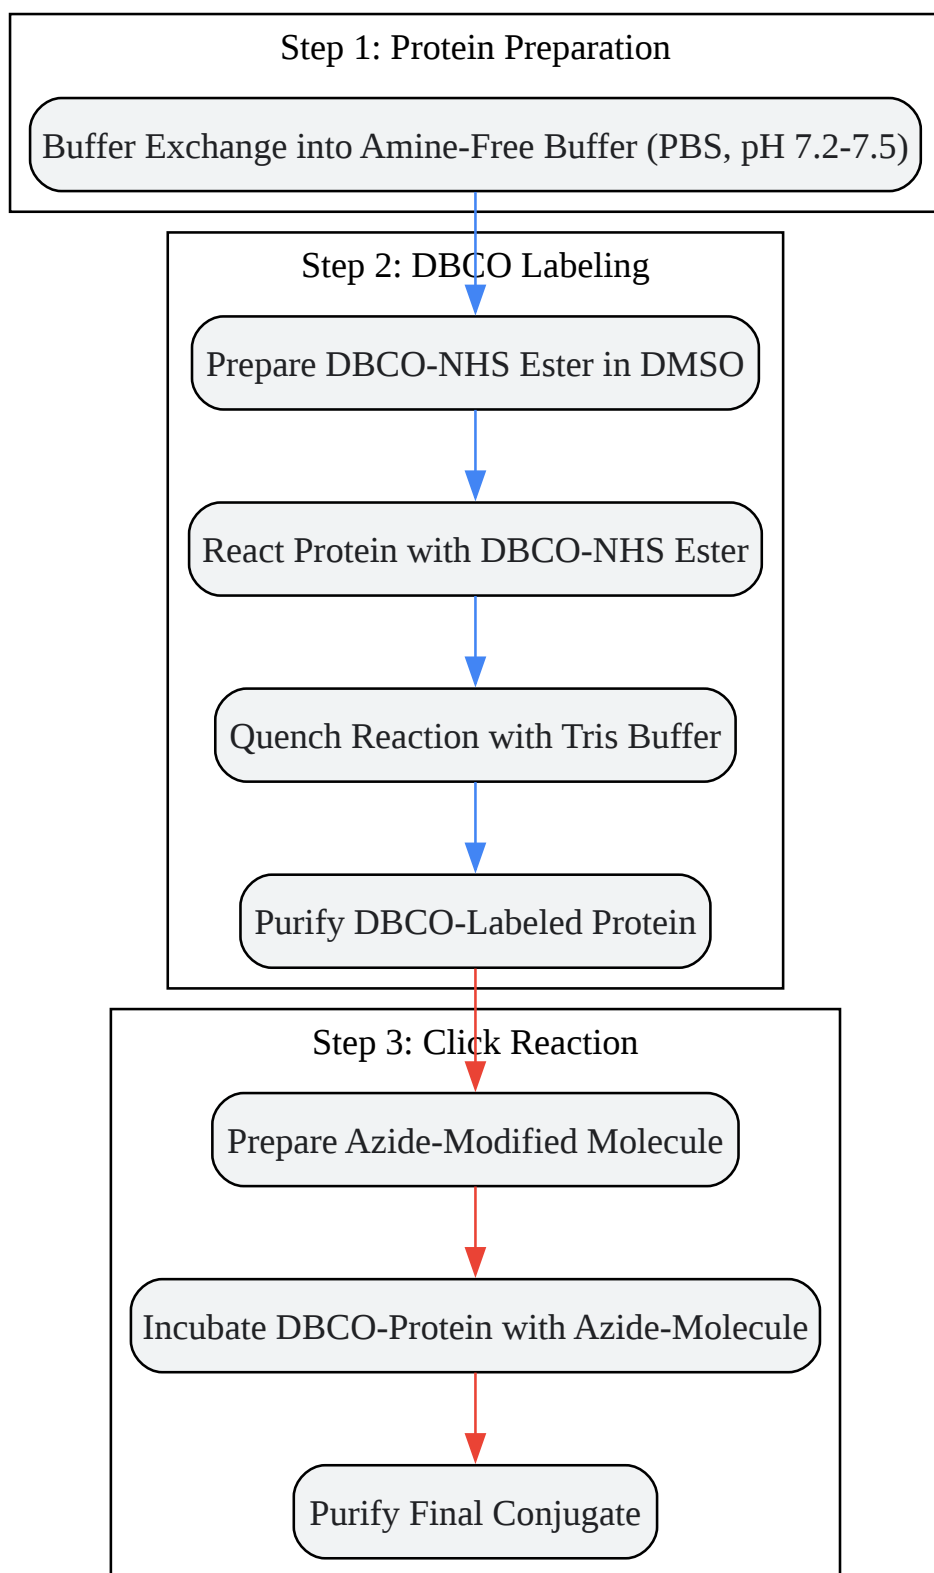 Step 1: Protein Preparation
Buffer Exchange into Amine-Free Buffer (PBS, pH 7.2-7.5)
Step 2: DBCO Labeling
Prepare DBCO-NHS Ester in DMSO
React Protein with DBCO-NHS Ester
Quench Reaction with Tris Buffer
Purify DBCO-Labeled Protein
Step 3: Click Reaction
Prepare Azide-Modified Molecule
Incubate DBCO-Protein with Azide-Molecule
Purify Final Conjugate